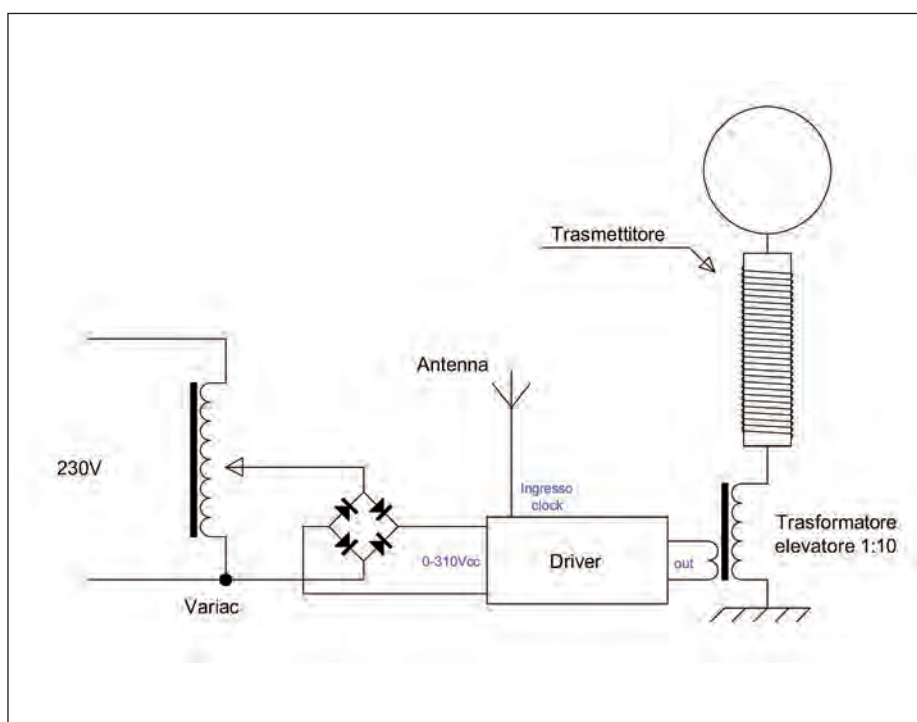 Trasmettitore
Antenna
230V
Ingresso
clock
0-310Vcc
Driver
out
Trasformatore
elevatore 1:10
Variac